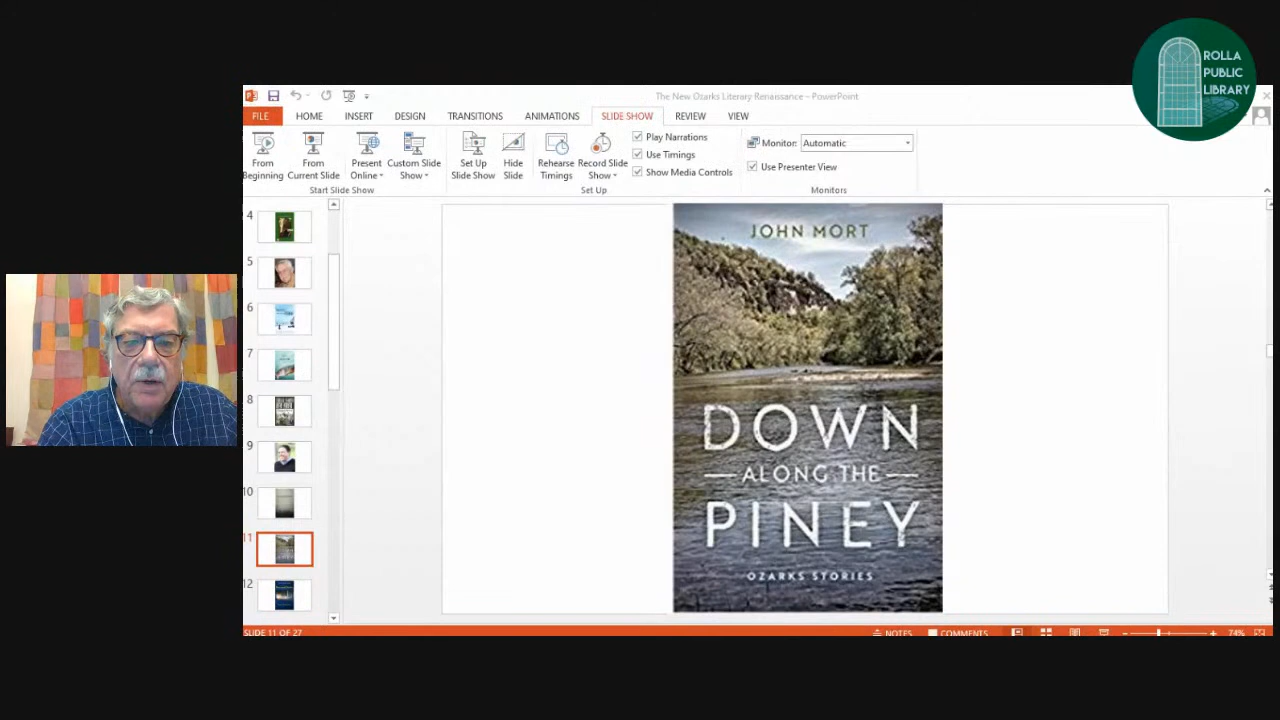 ROLLA
PUBLIC
LIBRARY
The New Ozarks Literary Renaissance – PowerPoint
FILE HOME INSERT DESIGN TRANSITIONS ANIMATIONS SLIDE SHOW REVIEW VIEW
From Beginning
From Current Slide
Present Online
Custom Slide Show
Start Slide Show
Set Up Slide Show
Hide Slide
Rehearse Timings
Record Slide Show
Play Narrations
Use Timings
Show Media Controls
Set Up
Monitor: Automatic
Use Presenter View
Monitors
4
5
6
7
8
9
10
11
12
JOHN MORT
DOWN
ALONG THE
PINEY
OZARKS STORIES
SLIDE 11 OF 27
NOTES COMMENTS 74%